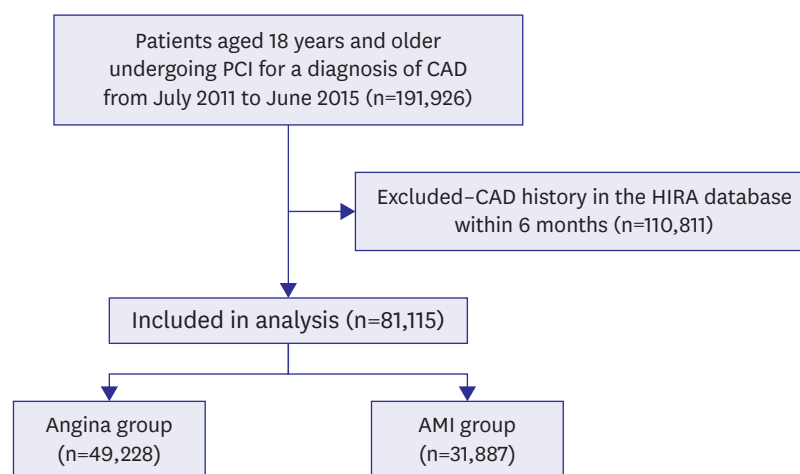 Patients aged 18 years and older
undergoing PCI for a diagnosis of CAD
from July 2011 to June 2015 (n=191,926)
Excluded–CAD history in the HIRA database
within 6 months (n=110,811)
Included in analysis (n=81,115)
Angina group
(n=49,228)
AMI group
(n=31,887)